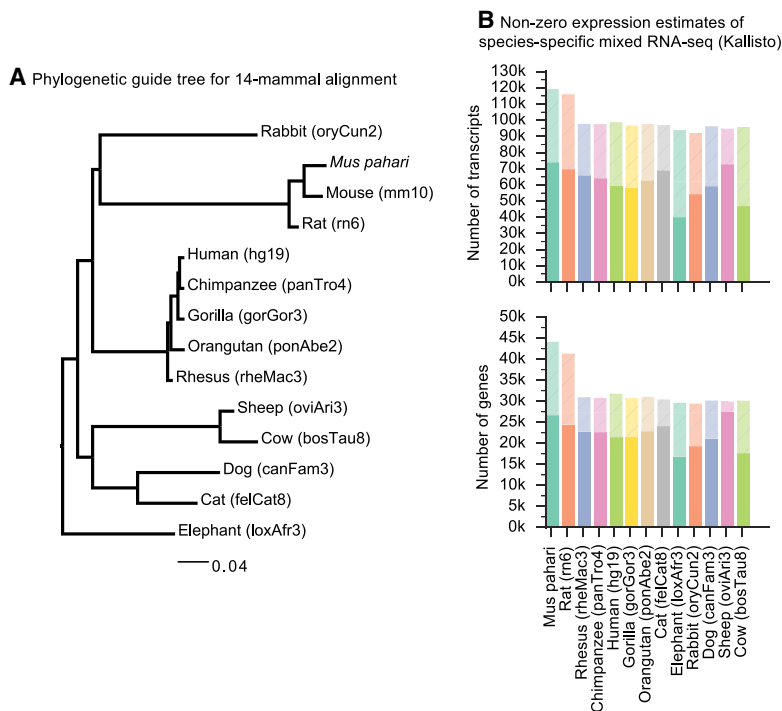 A Phylogenetic guide tree for 14-mammal alignment
Rabbit (oryCun2)
Mus pahari
Mouse (mm10)
Rat (rn6)
Human (hg19)
Chimpanzee (panTro4)
Gorilla (gorGor3)
Orangutan (ponAbe2)
Rhesus (rheMac3)
Sheep (oviAri3)
Cow (bosTau8)
Dog (canFam3)
Cat (felCat8)
Elephant (loxAfr3)
0.04
B Non-zero expression estimates of
species-specific mixed RNA-seq (Kallisto)
Number of transcripts
130k
120k
110k
100k
90k
80k
70k
60k
50k
40k
30k
20k
10k
0k
Number of genes
50k
45k
40k
35k
30k
25k
20k
15k
10k
5k
0k
Mus pahari
Rat (rn6)
Rhesus (rheMac3)
Chimpanzee (panTro4)
Human (hg19)
Gorilla (gorGor3)
Orangutan (ponAbe2)
Cat (felCat8)
Elephant (loxAfr3)
Rabbit (oryCun2)
Dog (canFam3)
Sheep (oviAri3)
Cow (bosTau8)